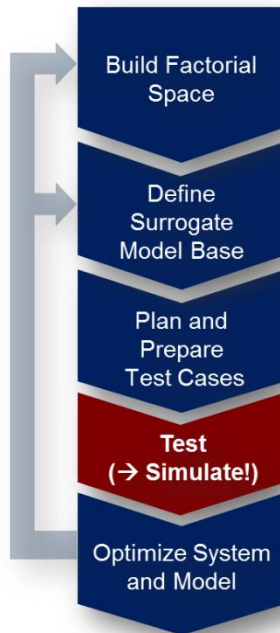 Build Factorial
Space
Define
Surrogate
Model Base
Plan and
Prepare
Test Cases
Test
(→ Simulate!)
Optimize System
and Model